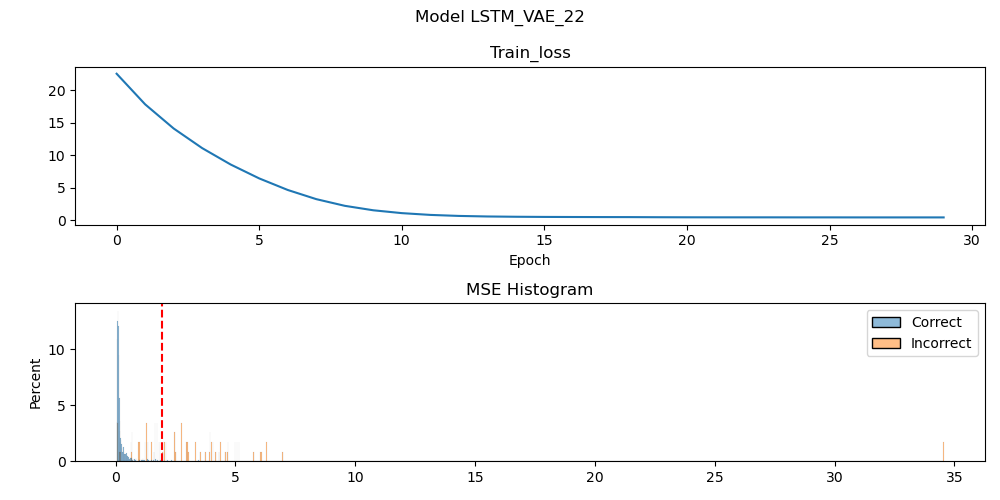 Model LSTM_VAE_22
Train_loss
20
15
10
5
0
0 5 10 15 20 25 30
Epoch
MSE Histogram
Correct
Incorrect
Percent
10
5
0
0 5 10 15 20 25 30 35